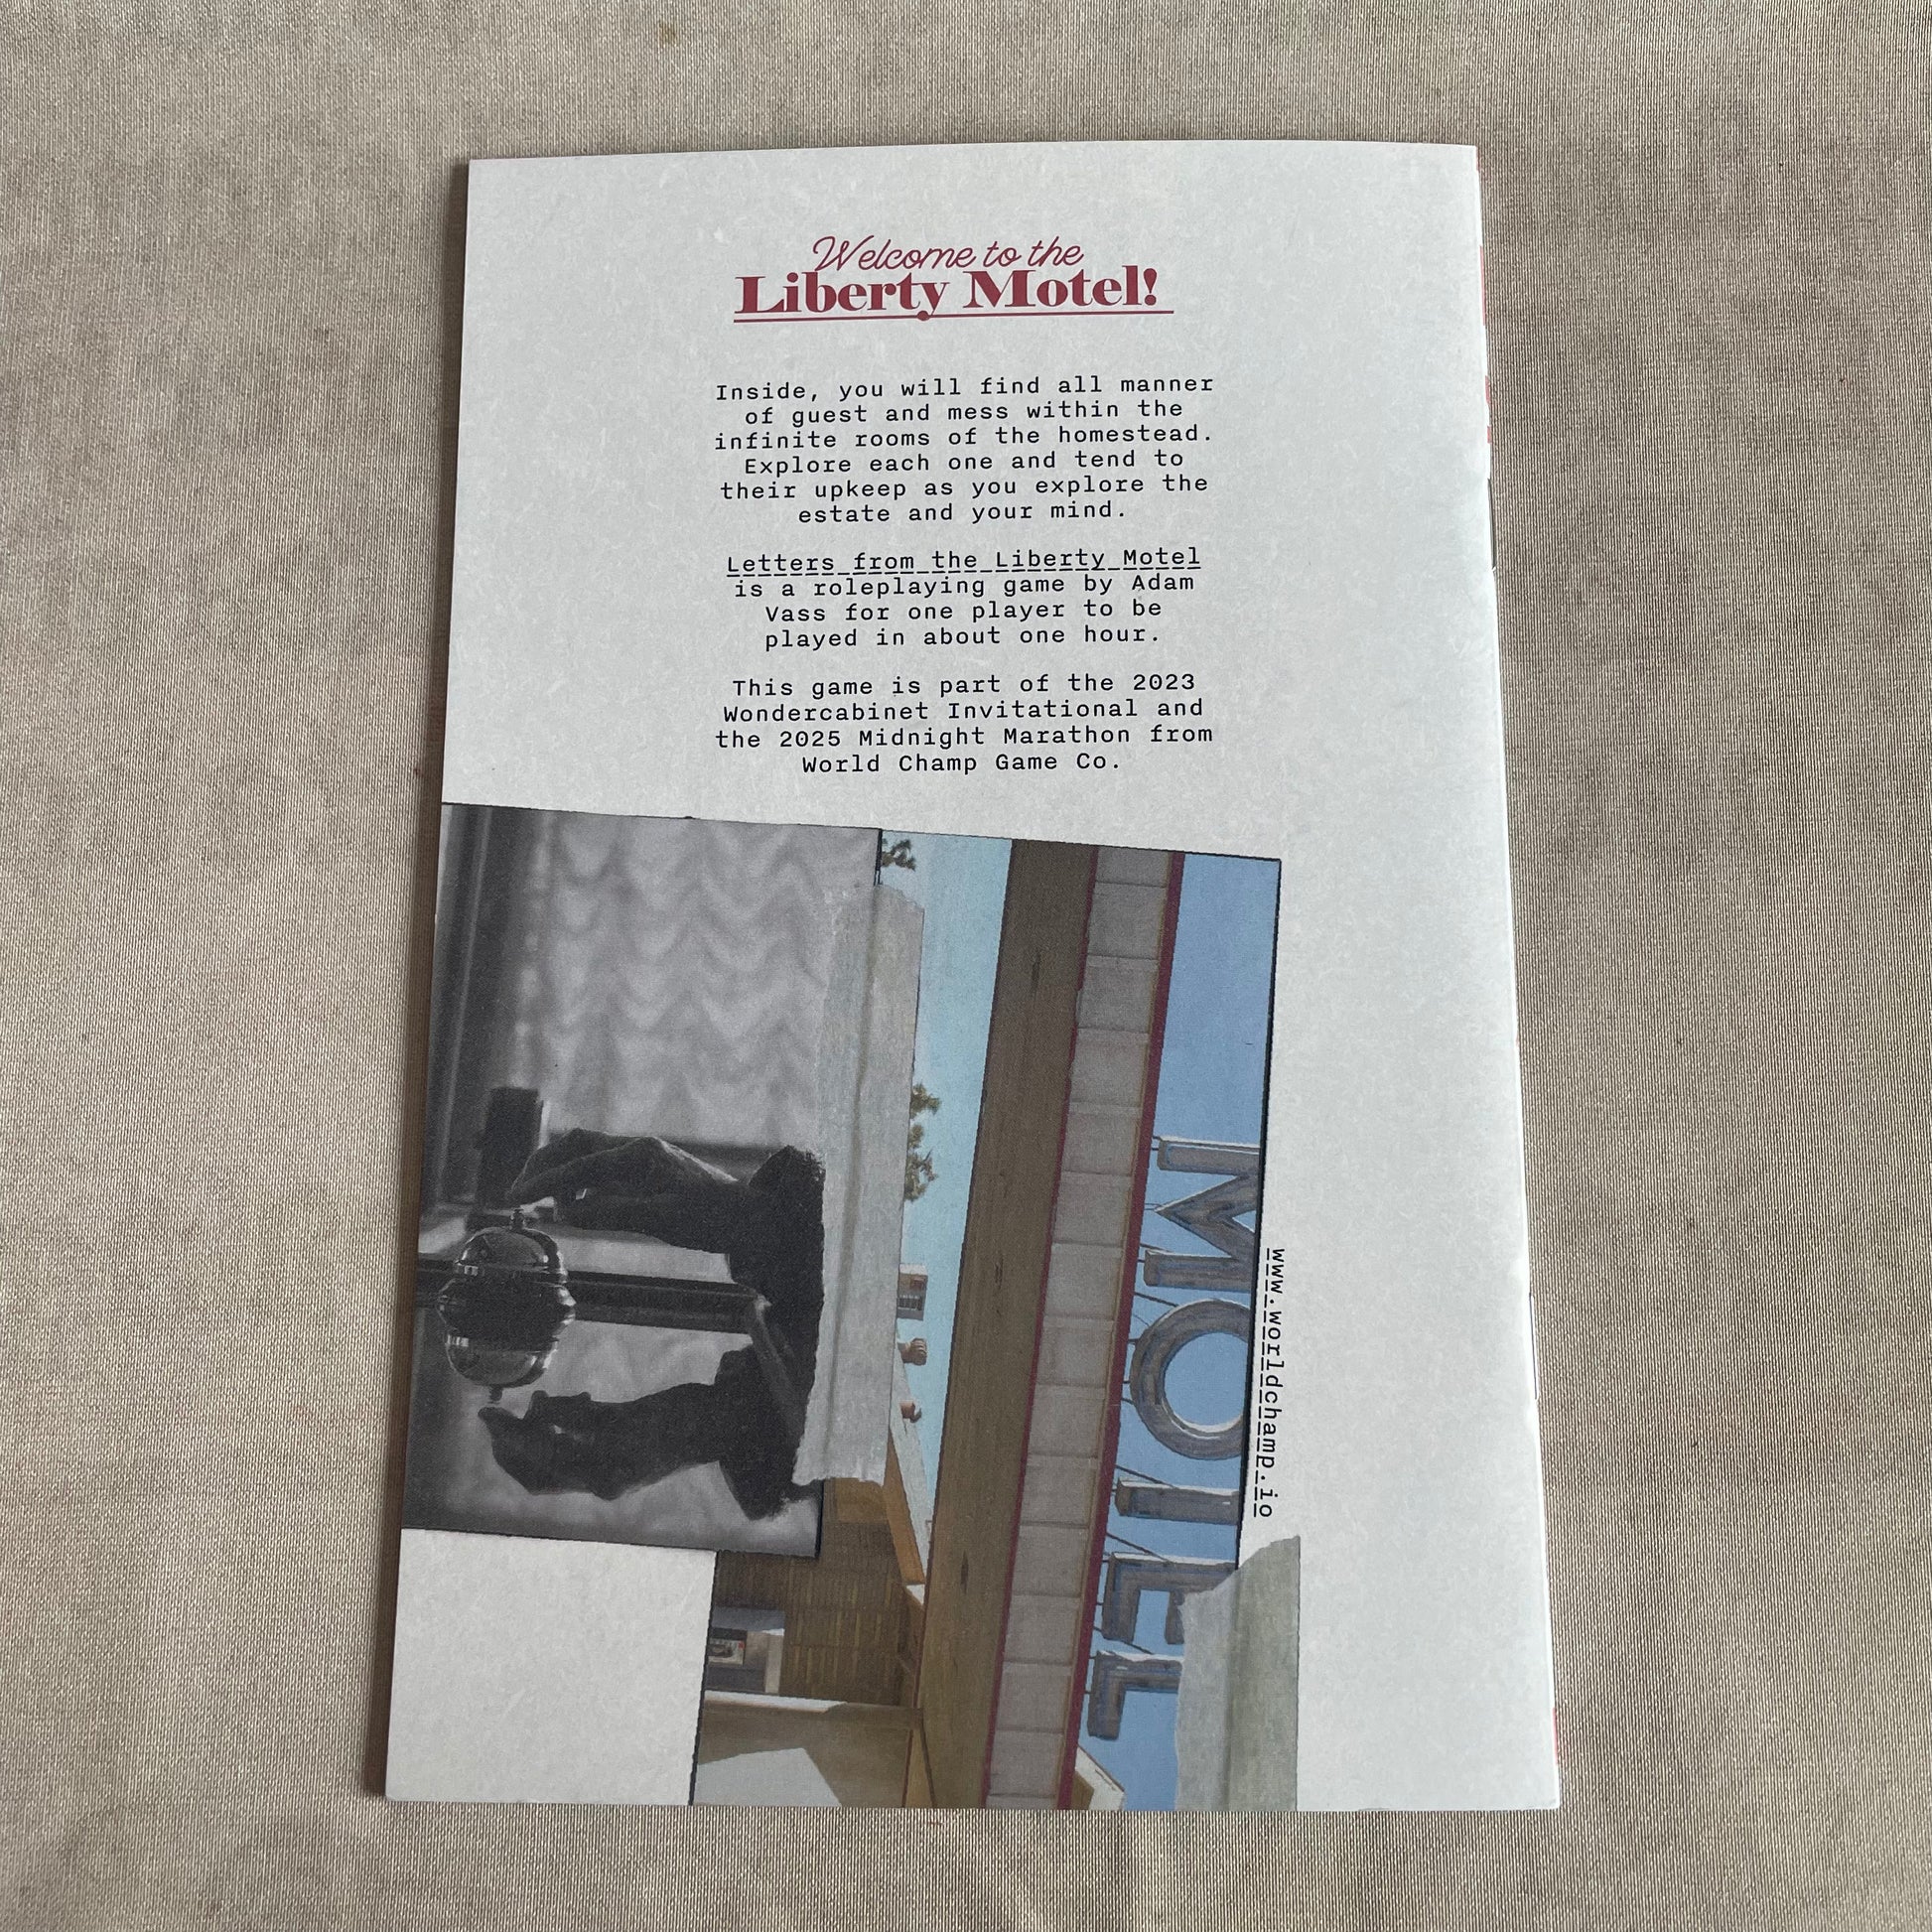 Welcome to the
Liberty Motel!
Inside, you will find all manner
of guest and mess within the
infinite rooms of the homestead.
Explore each one and tend to
their upkeep as you explore the
estate and your mind.
Letters from the Liberty Motel
is a roleplaying game by Adam
Vass for one player to be
played in about one hour.
This game is part of the 2023
Wondercabinet Invitational and
the 2025 Midnight Marathon from
World Champ Game Co.
MOTEL
www.worldchamp.io